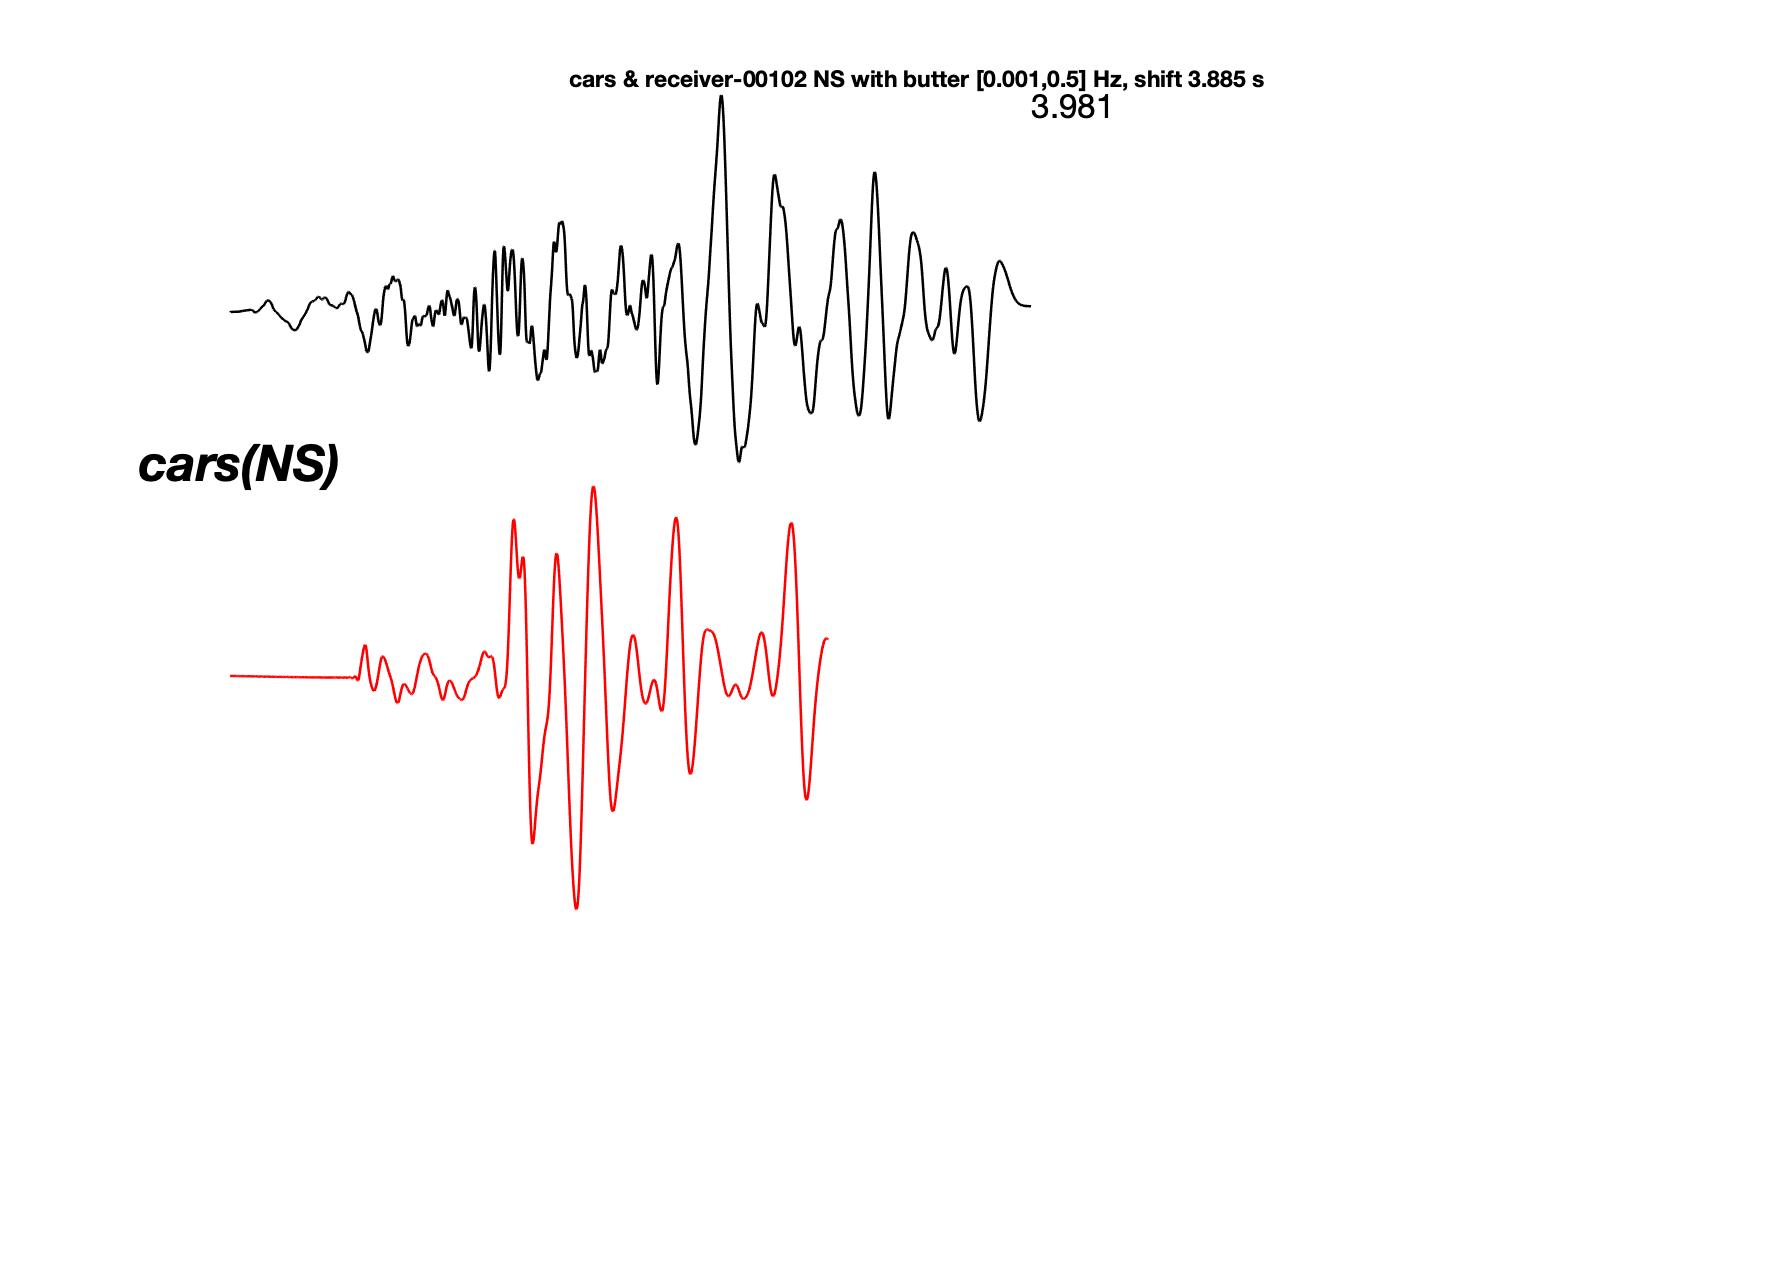 cars & receiver-00102 NS with butter [0.001,0.5] Hz, shift 3.885 s
3.981
cars(NS)